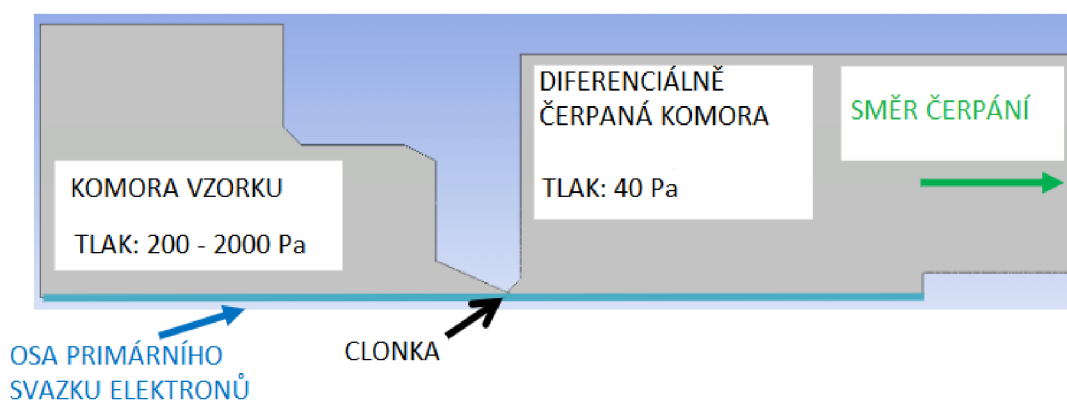 DIFERENCIÁLNĚ
ČERPANÁ KOMORA
TLAK: 40 Pa
SMĚR ČERPÁNÍ
KOMORA VZORKU
TLAK: 200 - 2000 Pa
OSA PRIMÁRNÍHO
SVAZKU ELEKTRONŮ
CLONKA